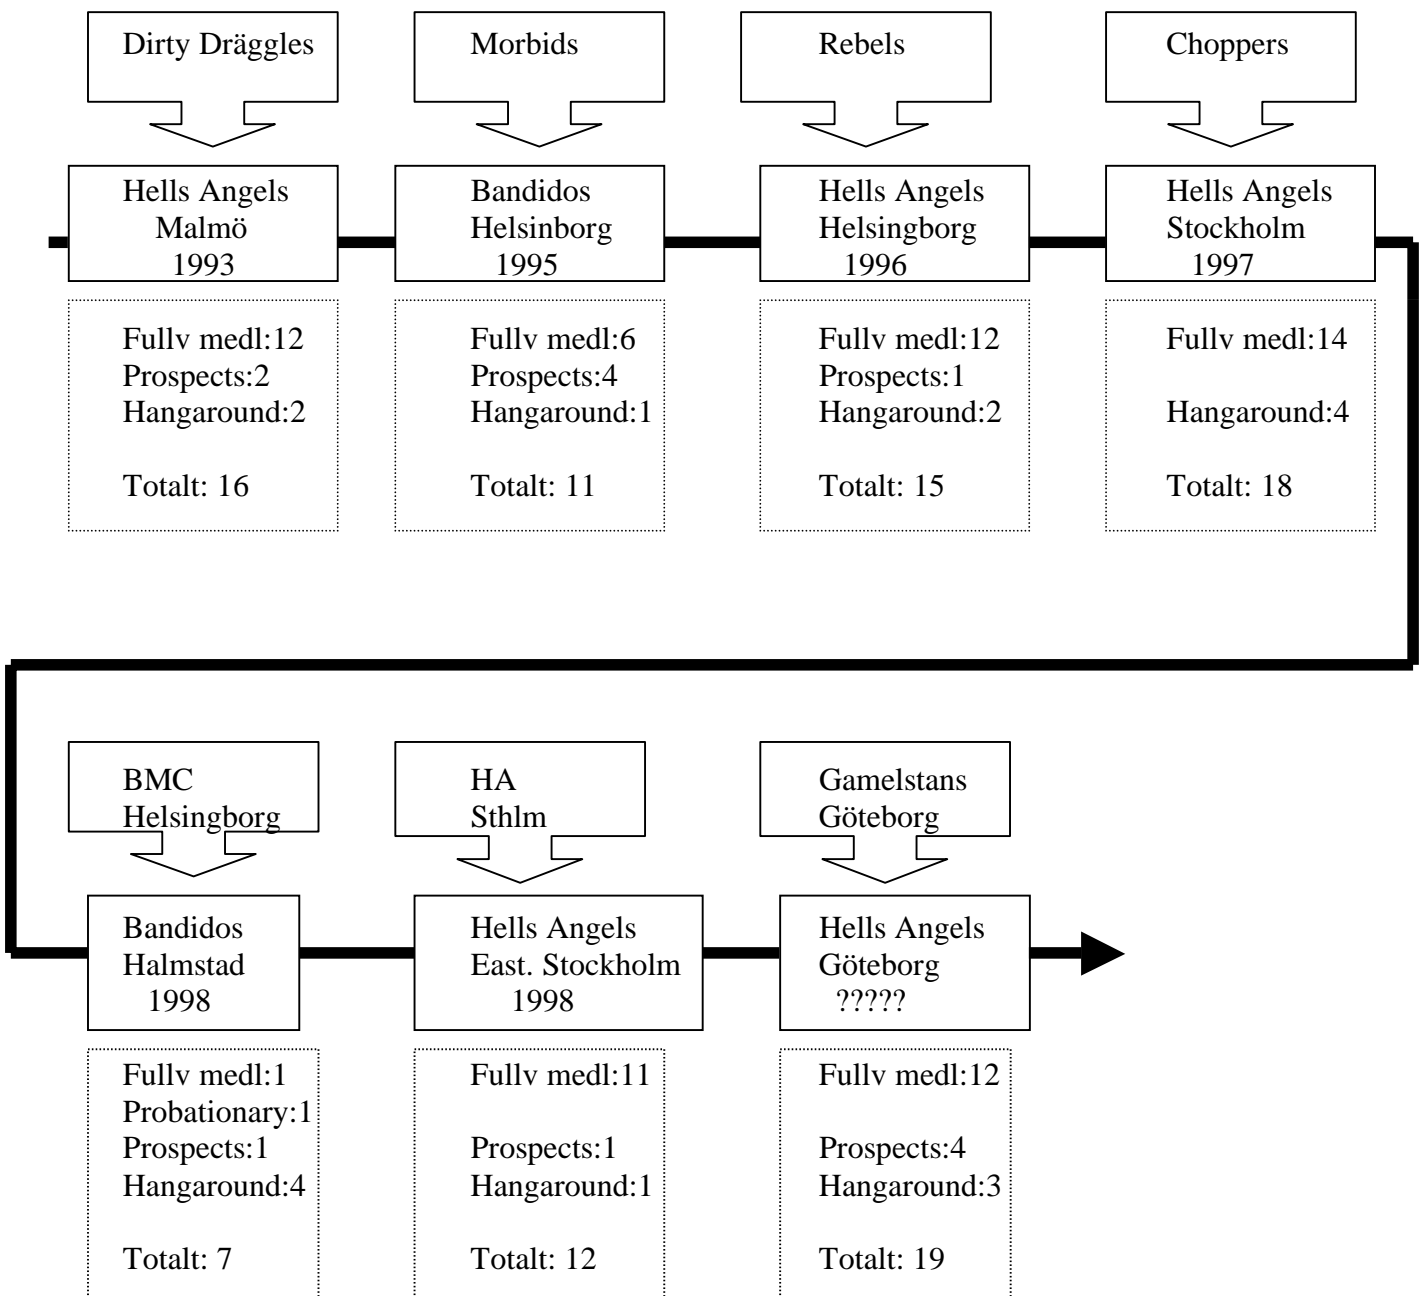 Dirty Dräggles
Morbids
Rebels
Choppers
Hells Angels
Malmö
1993
Bandidos
Helsinborg
1995
Hells Angels
Helsingborg
1996
Hells Angels
Stockholm
1997
Fullv medl:12
Prospects:2
Hangaround:2
Totalt: 16
Fullv medl:6
Prospects:4
Hangaround:1
Totalt: 11
Fullv medl:12
Prospects:1
Hangaround:2
Totalt: 15
Fullv medl:14
Hangaround:4
Totalt: 18
BMC
Helsingborg
HA
Sthlm
Gamelstans
Göteborg
Bandidos
Halmstad
1998
Hells Angels
East. Stockholm
1998
Hells Angels
Göteborg
?????
Fullv medl:1
Probationary:1
Prospects:1
Hangaround:4
Totalt: 7
Fullv medl:11
Prospects:1
Hangaround:1
Totalt: 12
Fullv medl:12
Prospects:4
Hangaround:3
Totalt: 19